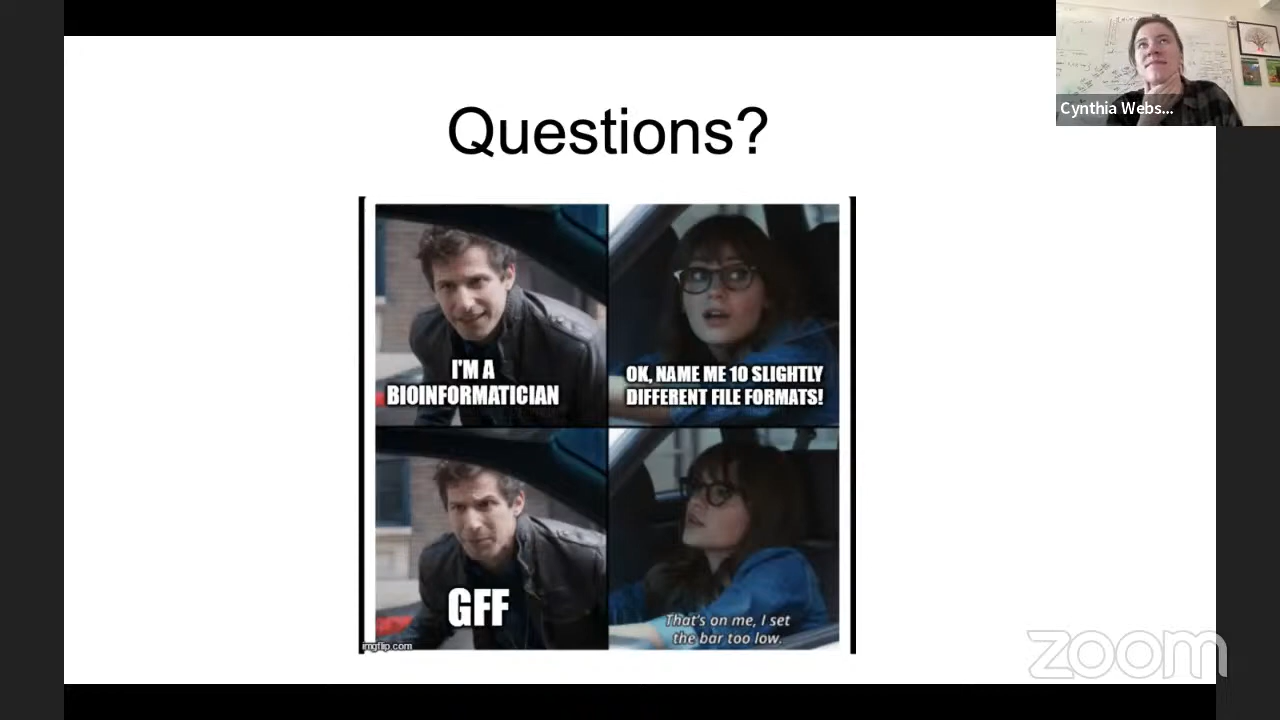 Cynthia Webs...
Questions?
I'M A
BIOINFORMATICIAN
OK, NAME ME 10 SLIGHTLY
DIFFERENT FILE FORMATS!
GFF
That's on me, I set
the bar too low.
imgflip.com
zoom